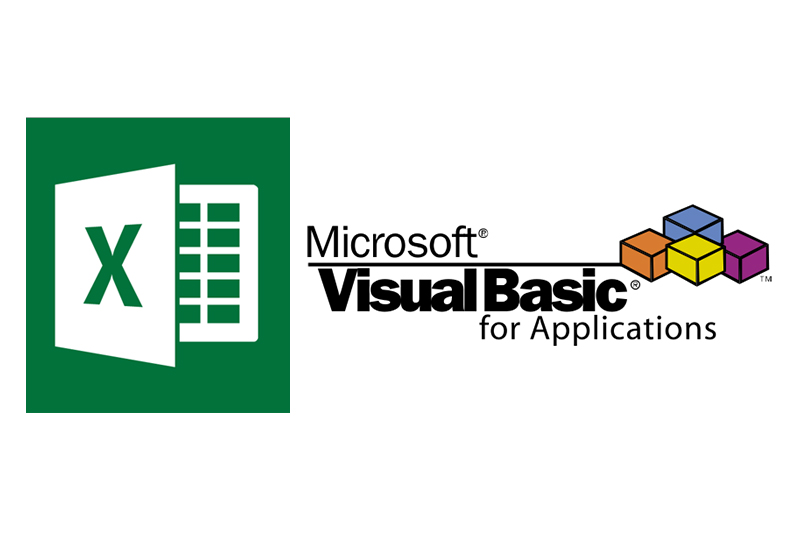 X
Microsoft®
Visual Basic®
for Applications
™